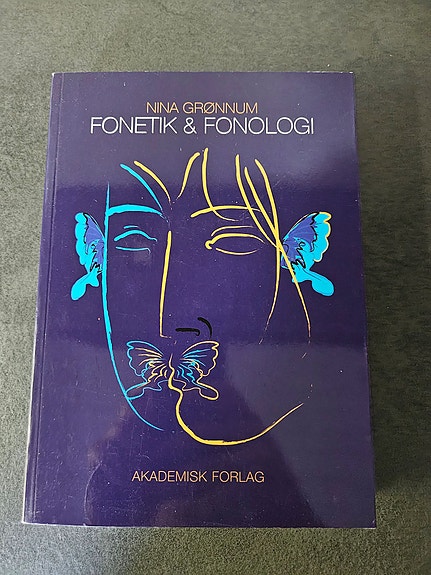 NINA GRØNNUM
FONETIK & FONOLOGI
AKADEMISK FORLAG